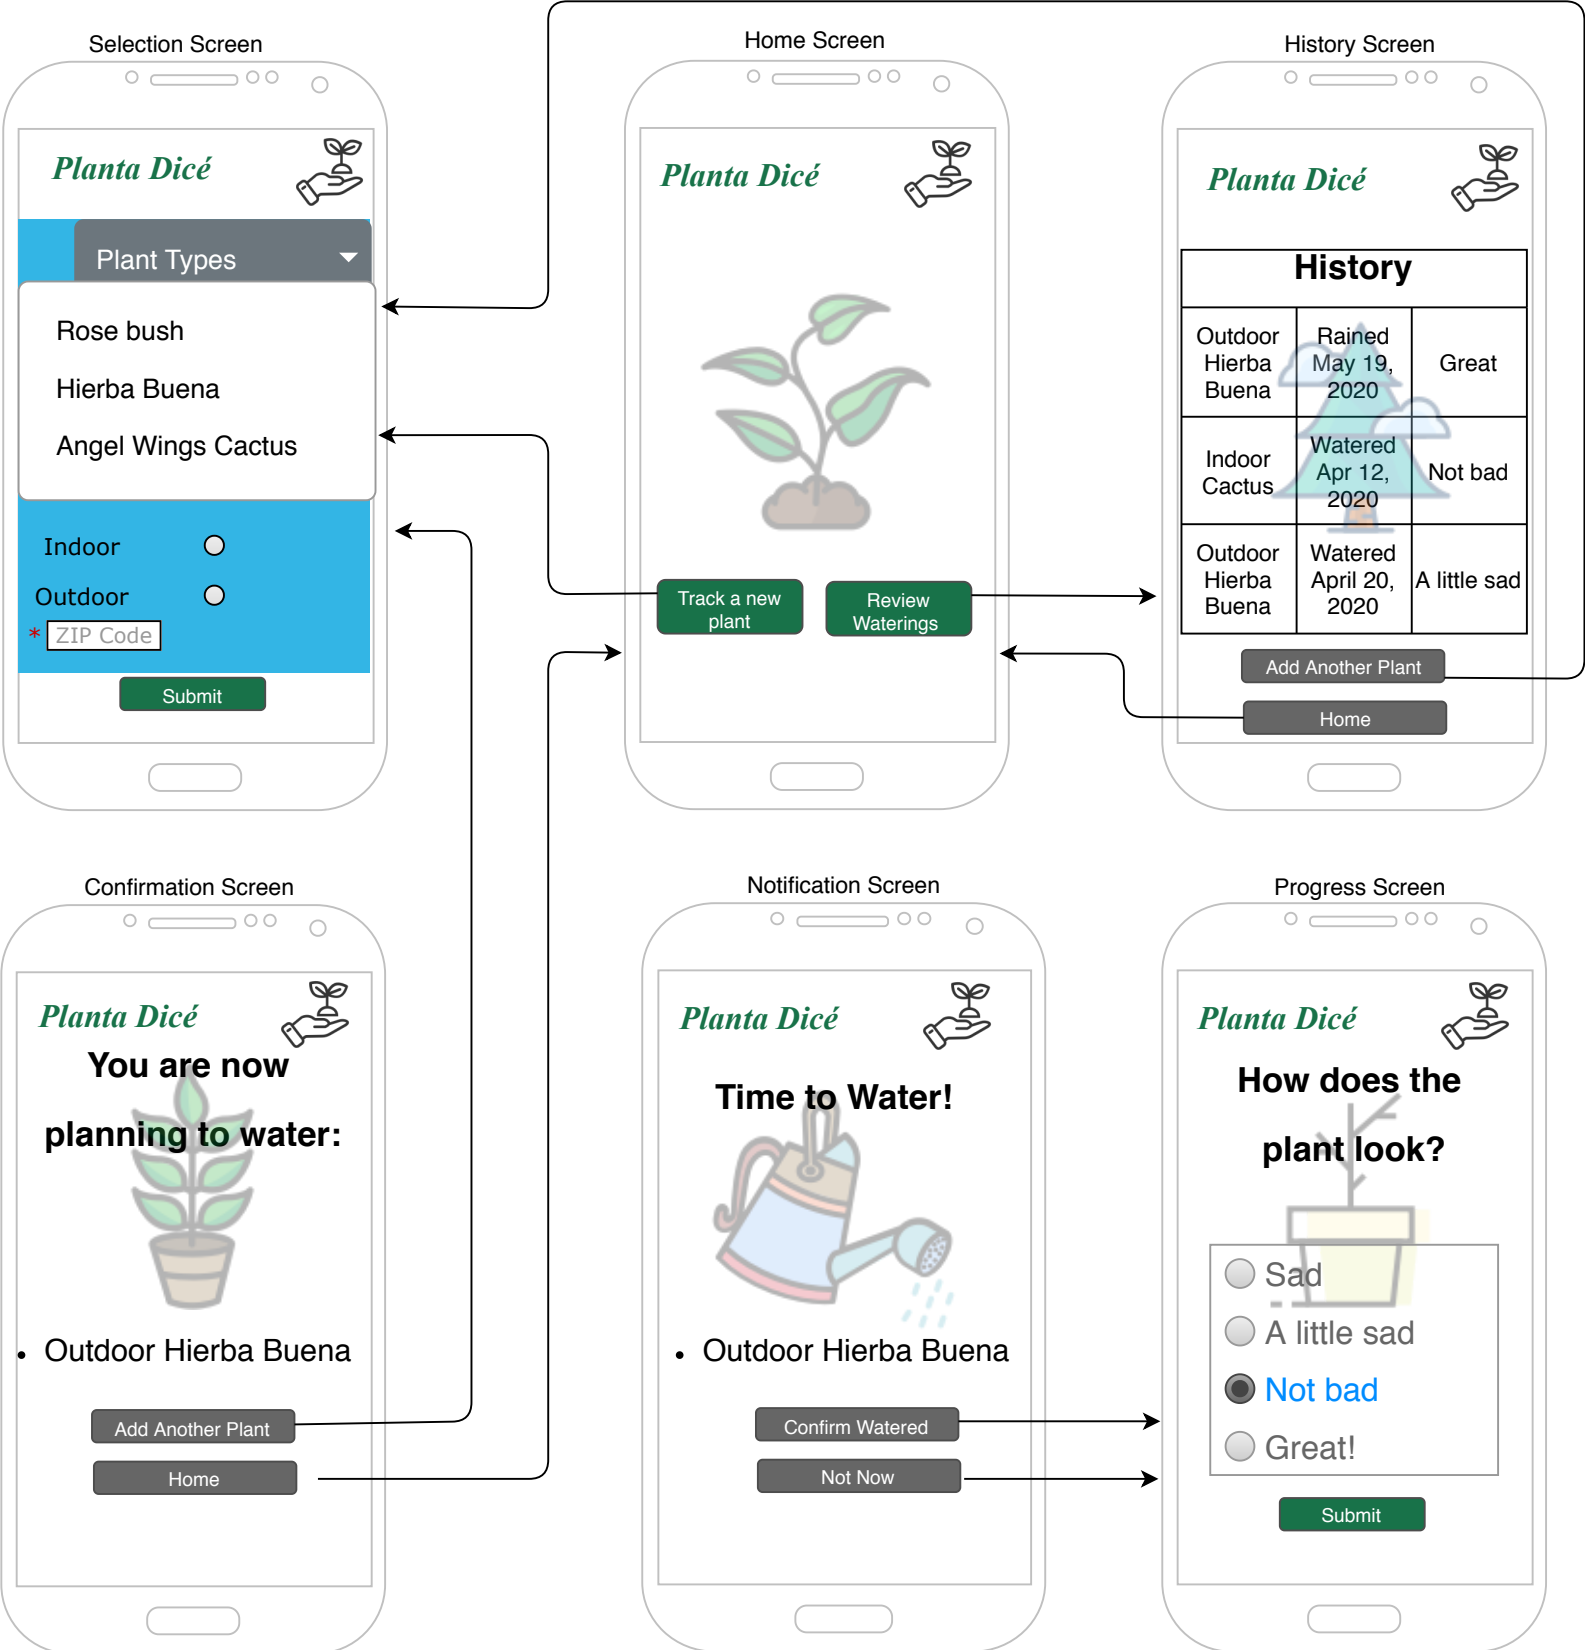 Selection Screen
Planta Dicé
Plant Types
Rose bush
Hierba Buena
Angel Wings Cactus
Indoor
Outdoor
* ZIP Code
Submit
Home Screen
Planta Dicé
Track a new
plant
Review
Waterings
History Screen
Planta Dicé
History
Outdoor
Hierba
Buena
Rained
May 19,
2020
Great
Indoor
Cactus
Watered
Apr 12,
2020
Not bad
Outdoor
Hierba
Buena
Watered
April 20,
2020
A little sad
Add Another Plant
Home
Confirmation Screen
Planta Dicé
You are now
planning to water:
• Outdoor Hierba Buena
Add Another Plant
Home
Notification Screen
Planta Dicé
Time to Water!
• Outdoor Hierba Buena
Confirm Watered
Not Now
Progress Screen
Planta Dicé
How does the
plant look?
Sad
A little sad
Not bad
Great!
Submit